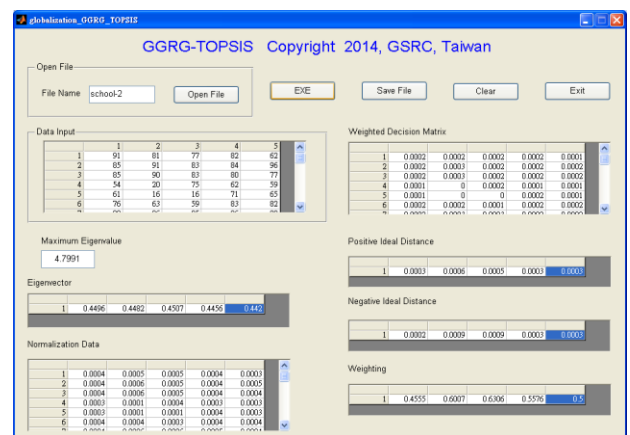 globalization_GGRG_TOPSIS
GGRG-TOPSIS Copyright 2014, GSRC, Taiwan
Open File
File Name school-2 Open File
EXE Save File Clear Exit
Data Input
1 2 3 4 5
1 91 81 77 82 62
2 85 91 83 84 96
3 85 90 83 80 77
4 54 20 75 62 59
5 61 16 16 71 65
6 76 63 59 83 82
Maximum Eigenvalue
4.7991
Eigenvector
1 0.4496 0.4482 0.4507 0.4456 0.442
Normalization Data
1 0.0004 0.0005 0.0005 0.0004 0.0003
2 0.0004 0.0006 0.0005 0.0004 0.0005
3 0.0004 0.0006 0.0005 0.0004 0.0004
4 0.0003 0.0001 0.0004 0.0003 0.0003
5 0.0003 0.0001 0.0001 0.0004 0.0003
6 0.0004 0.0004 0.0003 0.0004 0.0004
Weighted Decision Matrix
1 0.0002 0.0002 0.0002 0.0002 0.0001
2 0.0002 0.0003 0.0002 0.0002 0.0002
3 0.0002 0.0003 0.0002 0.0002 0.0002
4 0.0001 0 0.0002 0.0001 0.0001
5 0.0001 0 0 0.0002 0.0001
6 0.0002 0.0002 0.0001 0.0002 0.0002
Positive Ideal Distance
1 0.0003 0.0006 0.0005 0.0003 0.0003
Negative Ideal Distance
1 0.0002 0.0009 0.0009 0.0003 0.0003
Weighting
1 0.4555 0.6007 0.6306 0.5576 0.5